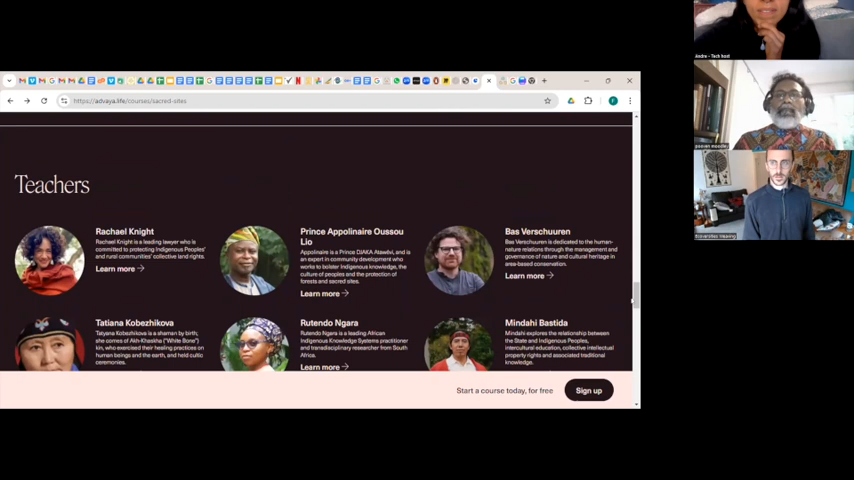 https://advaya.life/courses/sacred-sites
Teachers
Rachael Knight
Rachael Knight is a leading lawyer who is
committed to protecting Indigenous Peoples'
and rural communities' collective land rights.
Learn more →
Prince Appolinaire Oussou
Lio
Appolinaire is a Prince DJAKA Atawévi, and is
an expert in community development who
works to bolster Indigenous knowledge, the
culture of peoples and the protection of
forests and sacred sites.
Learn more →
Bas Verschuuren
Bas Verschuuren is dedicated to the human-
nature relations through the management
and governance of nature and cultural heritage in
area-based conservation.
Learn more →
Tatiana Kobezhikova
Tatyana Kobezhikova is a shaman by birth,
she comes of Akh-Khaskha ("White Bone")
kin, who exercised their healing practices on
human beings and the earth, and held cultic
ceremonies.
Rutendo Ngara
Rutendo Ngara is a leading African
Indigenous Knowledge Systems practitioner
and transdisciplinary researcher from South
Africa.
Learn more →
Mindahi Bastida
Mindahi explores the relationship between
the State and Indigenous Peoples,
intercultural education, collective intellectual
property rights and associated traditional
knowledge.
Start a course today, for free
Sign up
Andre - Tech host
pooven moodley